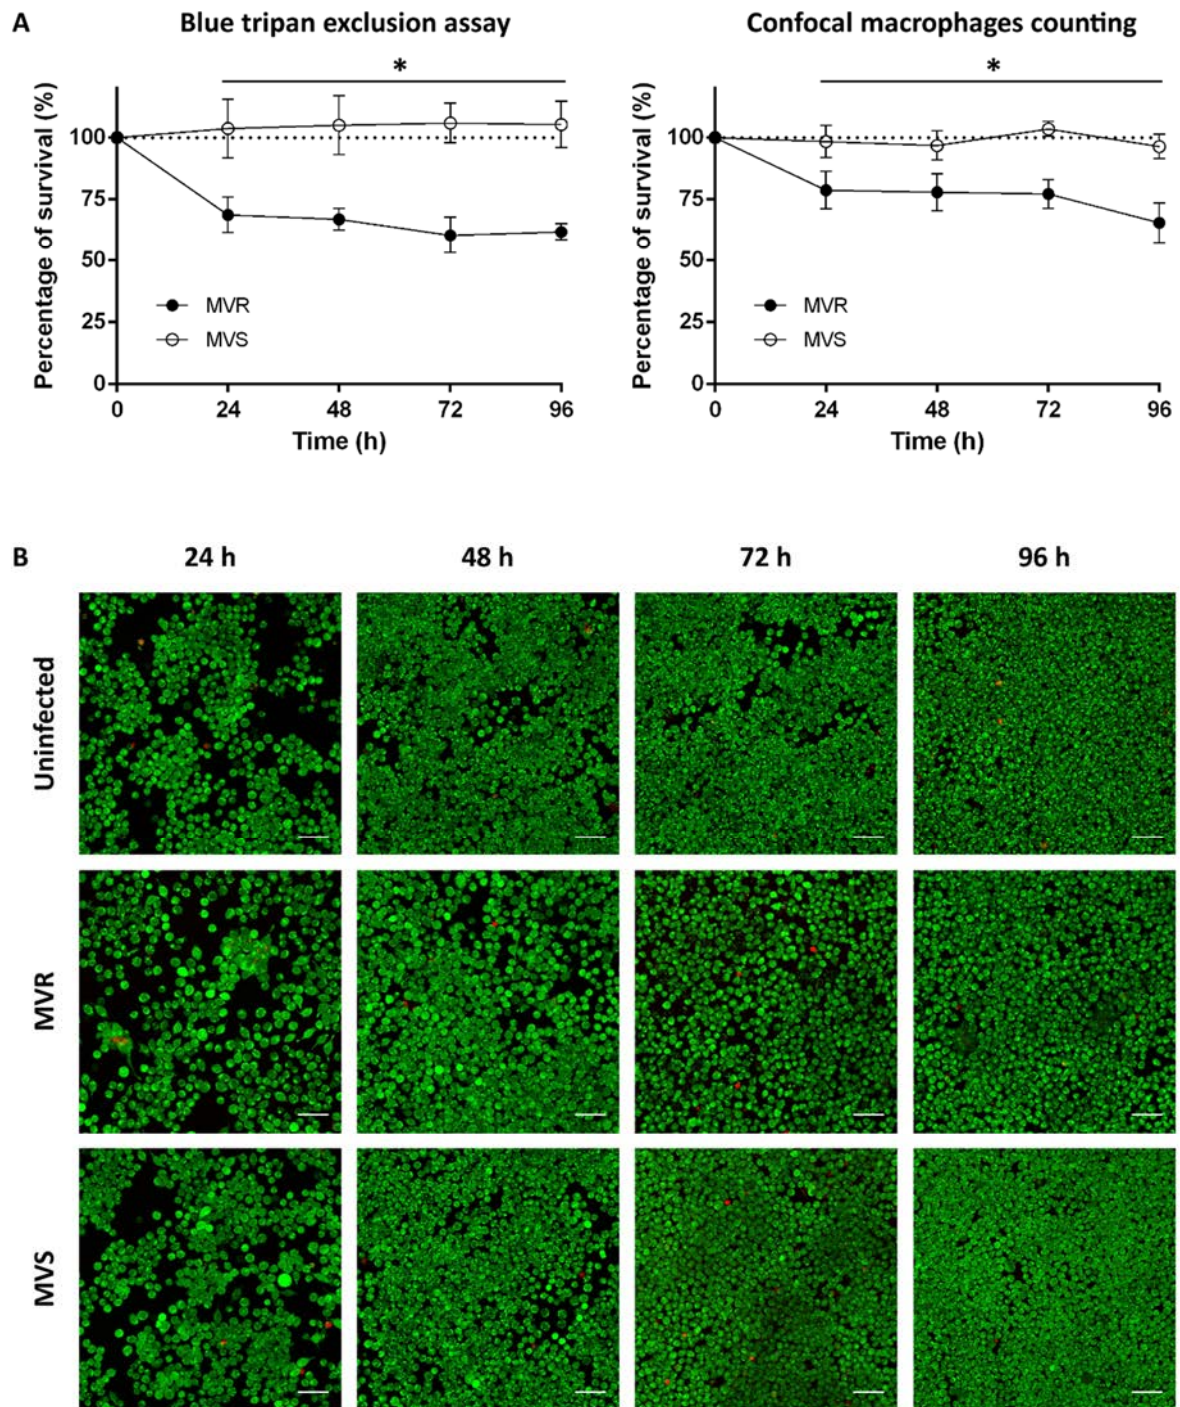 A
Blue tripan exclusion assay
Percentage of survival (%)
*
100
75
50
25
0
MVR
MVS
0 24 48 72 96
Time (h)
Confocal macrophages counting
Percentage of survival (%)
*
100
75
50
25
0
MVR
MVS
0 24 48 72 96
Time (h)
B
24 h 48 h 72 h 96 h
Uninfected
MVR
MVS